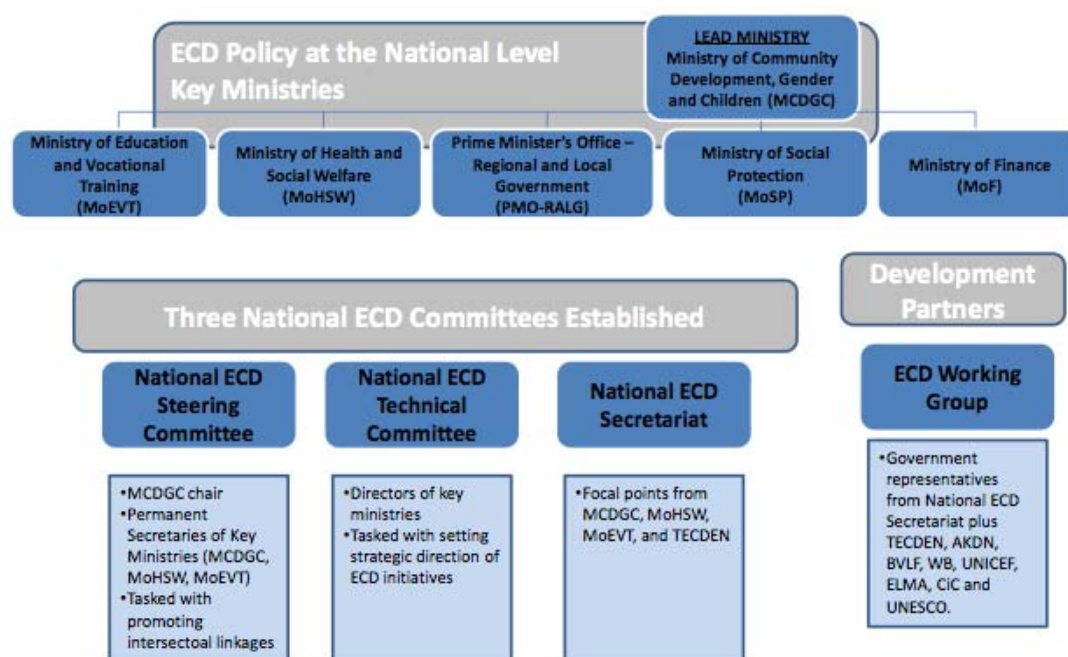 ECD Policy at the National Level
Key Ministries
LEAD MINISTRY
Ministry of Community
Development, Gender
and Children (MCDGC)
Ministry of Education
and Vocational
Training
(MoEVT)
Ministry of Health and
Social Welfare
(MoHSW)
Prime Minister's Office –
Regional and Local
Government
(PMO-RALG)
Ministry of Social
Protection
(MoSP)
Ministry of Finance
(MoF)
Three National ECD Committees Established
National ECD
Steering
Committee
•MCDGC chair
•Permanent
Secretaries of Key
Ministries (MCDGC,
MoHSW, MoEVT)
•Tasked with
promoting
intersectoal linkages
National ECD
Technical
Committee
•Directors of key
ministries
•Tasked with setting
strategic direction of
ECD initiatives
National ECD
Secretariat
•Focal points from
MCDGC, MoHSW,
MoEVT, and TECDEN
Development
Partners
ECD Working
Group
•Government
representatives
from National ECD
Secretariat plus
TECDEN, AKDN,
BVLF, WB, UNICEF,
ELMA, CiC and
UNESCO.